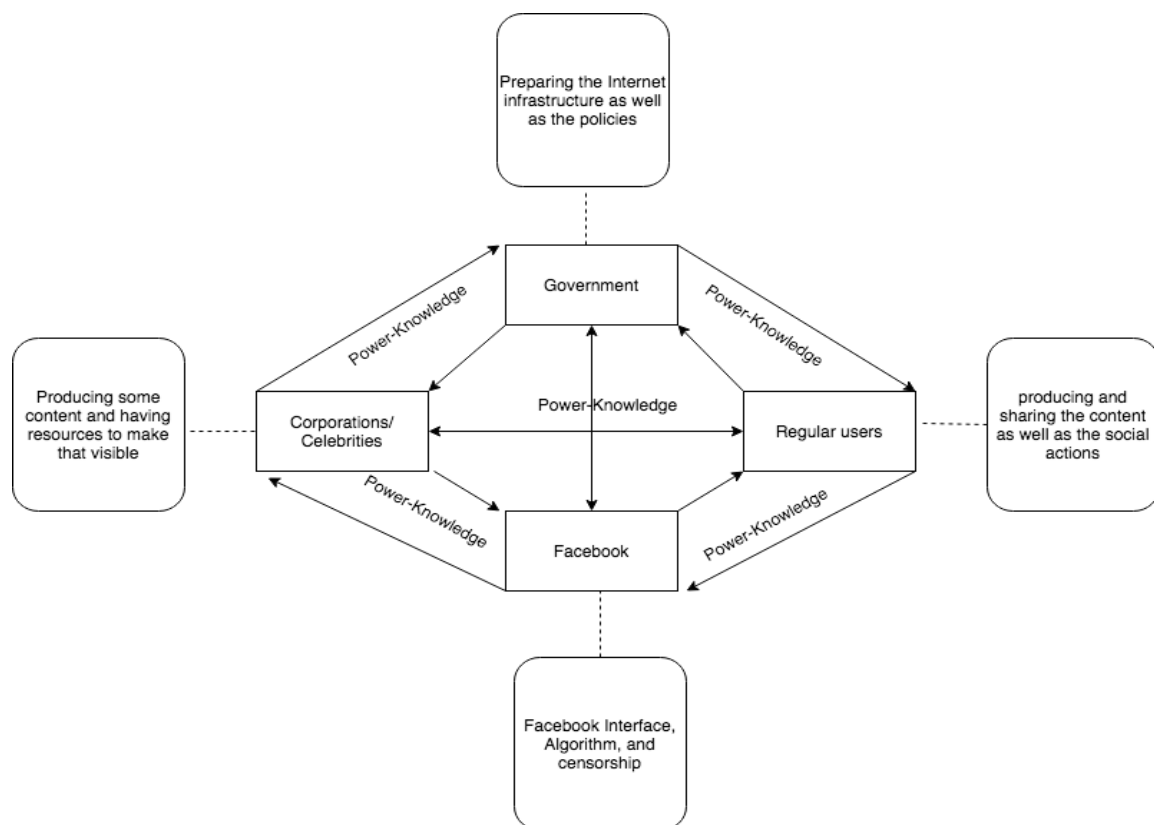 Preparing the Internet
infrastructure as well
as the policies
Government
Power-Knowledge
Power-Knowledge
Producing some
content and having
resources to make
that visible
Corporations/
Celebrities
Power-Knowledge
Regular users
producing and
sharing the content
as well as the social
actions
Power-Knowledge
Power-Knowledge
Facebook
Facebook Interface,
Algorithm, and
censorship